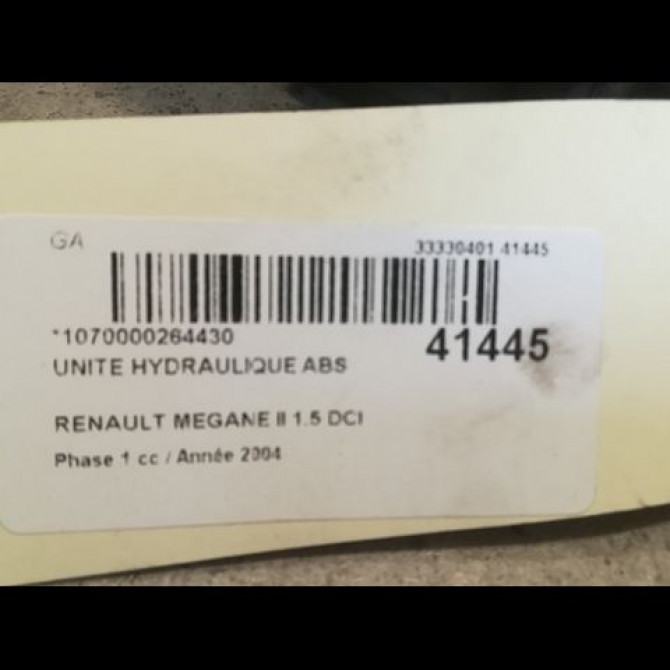 GA
33330401 41445
*1070000264430
41445
UNITE HYDRAULIQUE ABS
RENAULT MEGANE II 1.5 DCI
Phase 1 cc / Année 2004